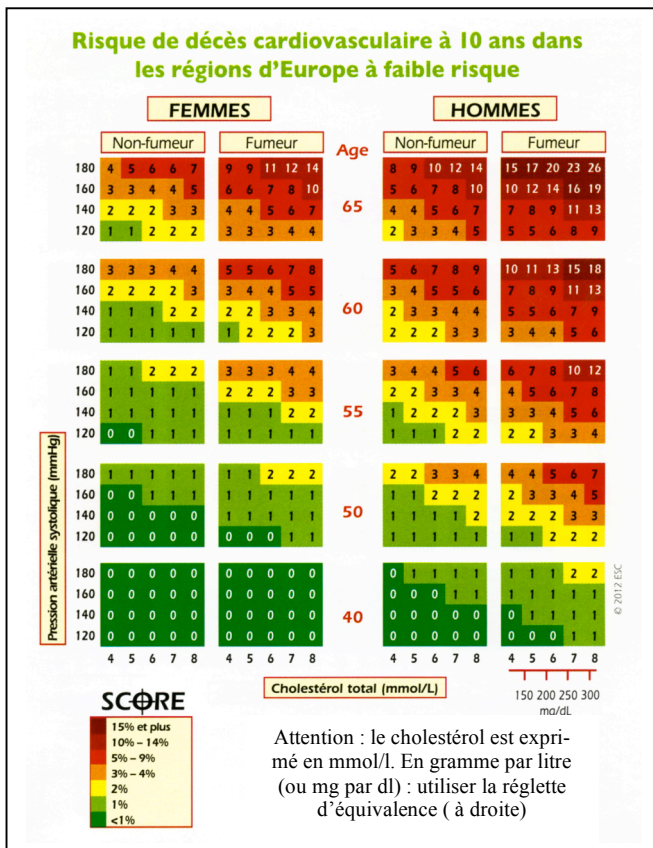 Risque de décès cardiovasculaire à 10 ans dans
les régions d'Europe à faible risque
FEMMES HOMMES
Non-fumeur Fumeur Age Non-fumeur Fumeur
180 4 5 6 6 7 9 9 11 12 14 8 9 10 12 14 15 17 20 23 26
160 3 3 4 4 5 6 6 7 8 10 5 6 7 8 10 10 12 14 16 19
140 2 2 2 3 3 4 4 5 6 7 65 4 4 5 6 7 7 8 9 11 13
120 1 1 2 2 2 3 3 3 4 4 2 3 3 4 5 5 5 6 8 9
180 3 3 3 4 4 5 5 6 7 8 5 6 7 8 9 10 11 13 15 18
160 2 2 2 2 3 3 4 4 5 5 3 4 5 5 6 7 8 9 11 13
140 1 1 1 2 2 2 2 3 3 4 60 2 3 3 4 4 5 5 6 7 9
120 1 1 1 1 1 1 2 2 2 3 2 2 2 3 3 3 4 4 5 6
180 1 1 2 2 2 3 3 3 4 4 3 4 4 5 6 6 7 8 10 12
160 1 1 1 1 1 2 2 2 3 3 2 2 3 3 4 4 5 6 7 8
140 1 1 1 1 1 1 1 1 2 2 55 1 2 2 2 3 3 3 4 5 6
120 0 0 1 1 1 1 1 1 1 1 1 1 1 2 2 2 2 3 3 4
180 1 1 1 1 1 1 1 2 2 2 2 2 3 3 4 4 4 5 6 7
160 0 0 1 1 1 1 1 1 1 1 1 1 2 2 2 2 3 3 4 5
140 0 0 0 0 0 1 1 1 1 1 50 1 1 1 1 2 2 2 2 3 3
120 0 0 0 0 0 0 0 0 1 1 1 1 1 1 1 1 1 2 2 2
180 0 0 0 0 0 0 0 0 0 0 0 1 1 1 1 1 1 1 2 2
160 0 0 0 0 0 0 0 0 0 0 0 0 0 1 1 1 1 1 1 1
140 0 0 0 0 0 0 0 0 0 0 40 0 0 0 0 0 0 1 1 1 1
120 0 0 0 0 0 0 0 0 0 0 0 0 0 0 0 0 0 0 1 1
4 5 6 7 8 4 5 6 7 8 4 5 6 7 8 4 5 6 7 8
Pression artérielle systolique (mmHg)
© 2012 ESC
Cholestérol total (mmol/L)
150 200 250 300
mg/dL
SCORE
15% et plus
10% – 14%
5% – 9%
3% – 4%
2%
1%
<1%
Attention : le cholestérol est expri-
mé en mmol/l. En gramme par litre
(ou mg par dl) : utiliser la réglette
d'équivalence ( à droite)